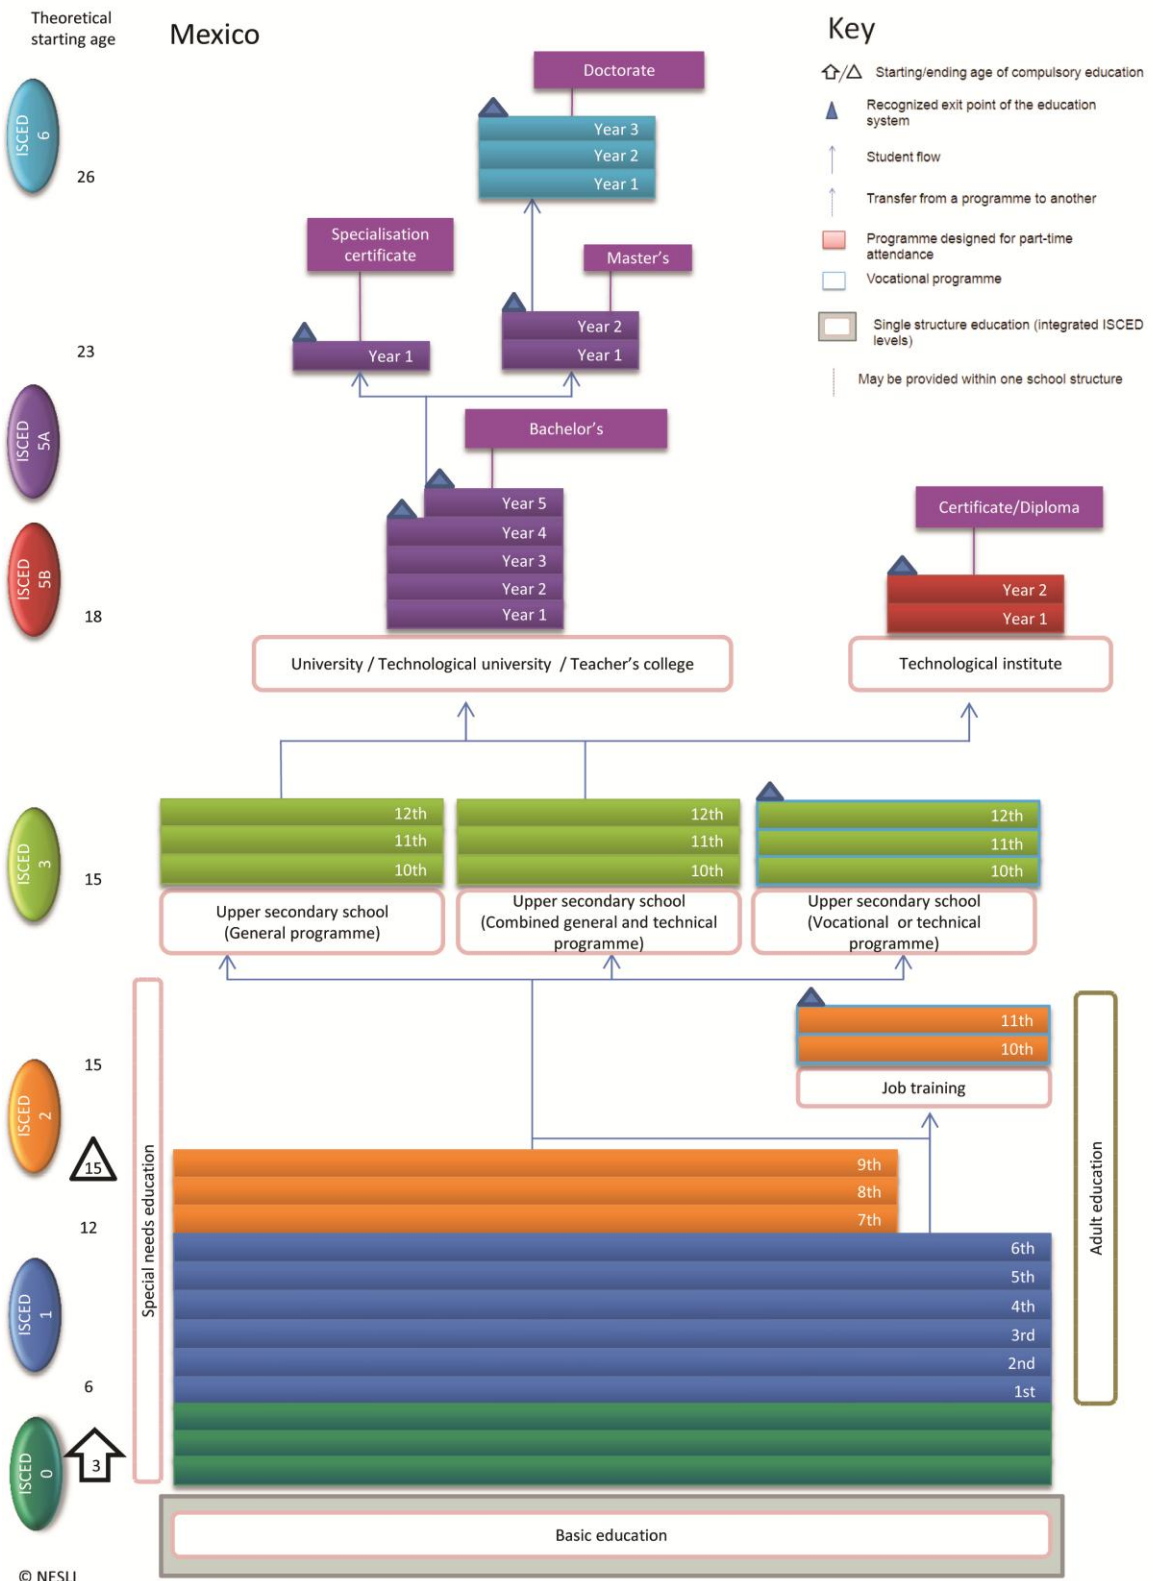 Theoretical
starting age
Mexico
Key
Starting/ending age of compulsory education
Recognized exit point of the education
system
Student flow
Transfer from a programme to another
Programme designed for part-time
attendance
Vocational programme
Single structure education (integrated ISCED
levels)
May be provided within one school structure
ISCED
6
26
Doctorate
Year 3
Year 2
Year 1
Specialisation
certificate
Master's
23
Year 1
Year 2
Year 1
ISCED
5A
Bachelor's
Year 5
Year 4
Year 3
Year 2
Year 1
Certificate/Diploma
Year 2
Year 1
ISCED
5B
18
University / Technological university / Teacher's college
Technological institute
ISCED
3
15
12th
11th
10th
12th
11th
10th
12th
11th
10th
Upper secondary school
(General programme)
Upper secondary school
(Combined general and technical
programme)
Upper secondary school
(Vocational or technical
programme)
11th
10th
Job training
ISCED
2
15
15
12
Special needs education
Adult education
9th
8th
7th
6th
5th
4th
3rd
2nd
1st
ISCED
1
6
ISCED
0
3
Basic education
© NESLI